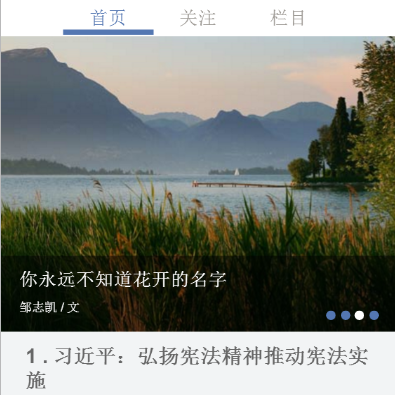 首页 关注 栏目
你永远不知道花开的名字
邹志凯 / 文
1 . 习近平：弘扬宪法精神推动宪法实
施